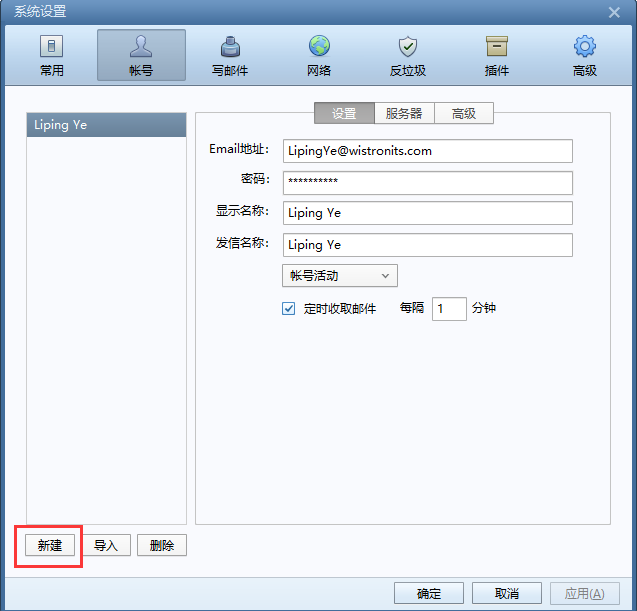 系统设置
常用 帐号 写邮件 网络 反垃圾 插件 高级
Liping Ye
设置 服务器 高级
Email地址: LipingYe@wistronits.com
密码: **********
显示名称: Liping Ye
发信名称: Liping Ye
帐号活动
定时收取邮件 每隔 1 分钟
新建 导入 删除
确定 取消 应用(A)